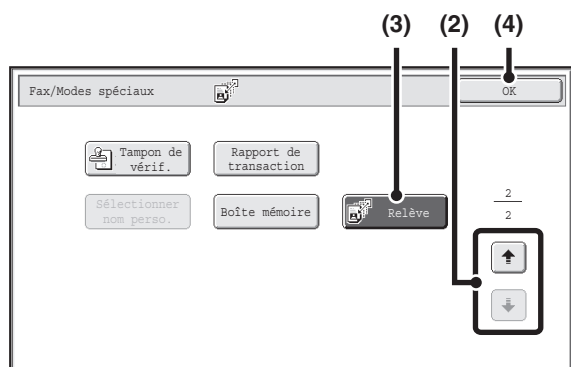 (3) (2) (4)
Fax/Modes spéciaux
OK
Tampon de
vérif.
Rapport de
transaction
Sélectionner
nom perso.
Boîte mémoire
Relève
2
2